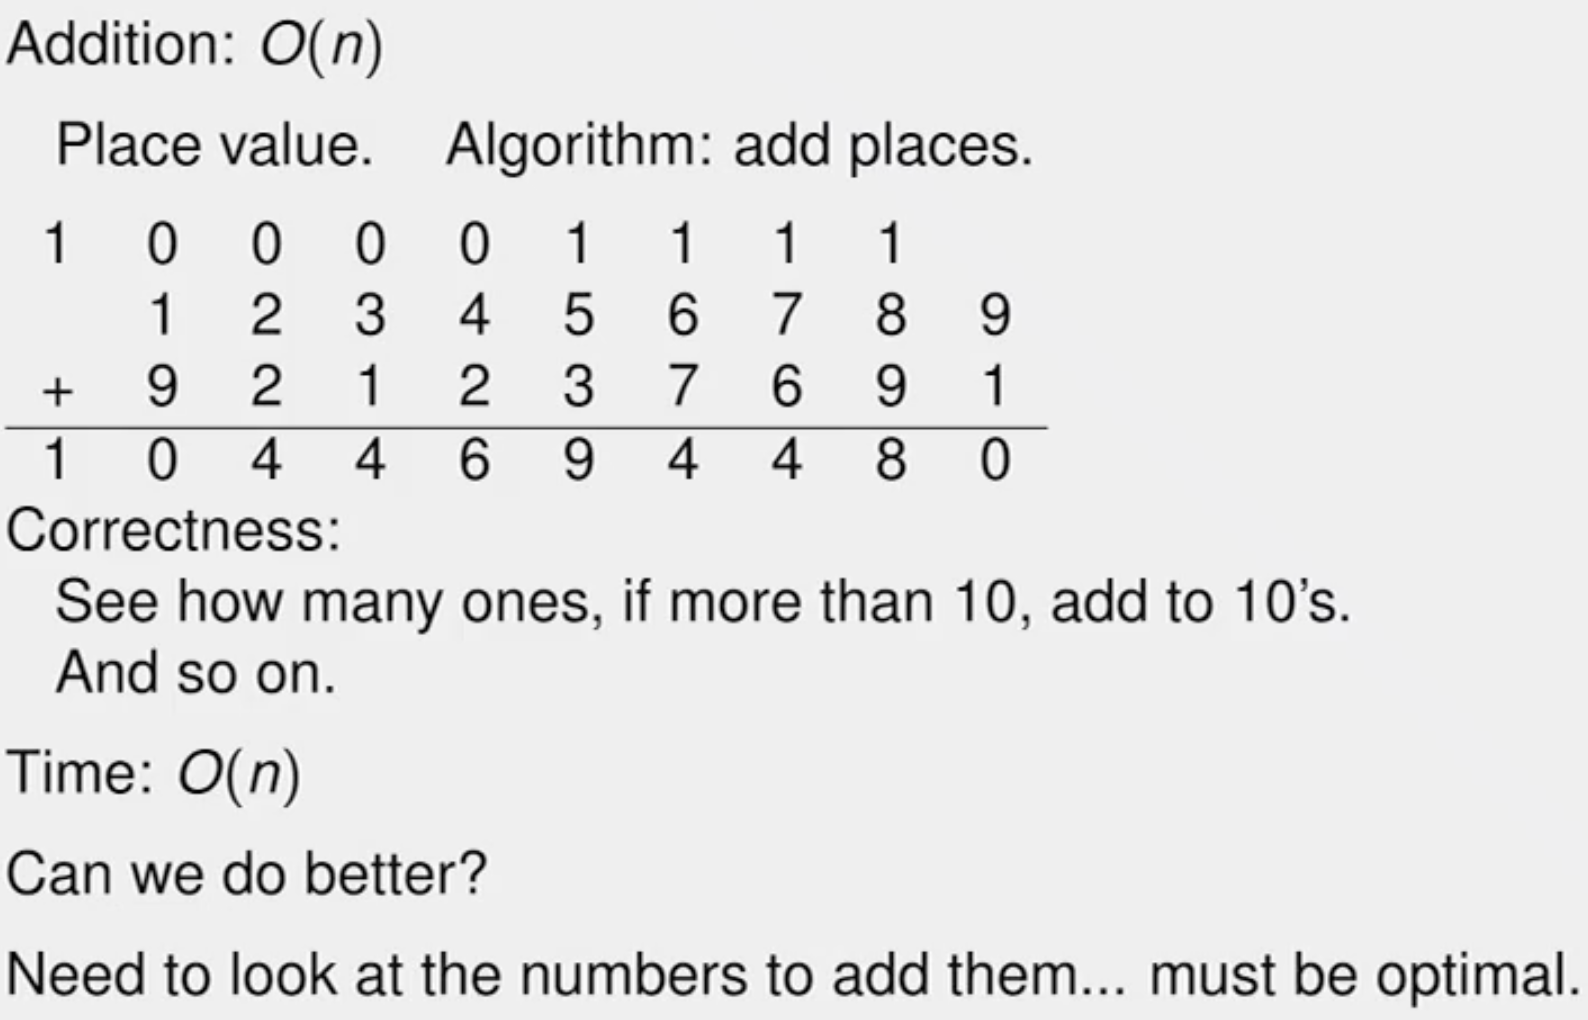 Addition: O(n)
Place value. Algorithm: add places.
1 0 0 0 0 1 1 1 1
1 2 3 4 5 6 7 8 9
+ 9 2 1 2 3 7 6 9 1
1 0 4 4 6 9 4 4 8 0
Correctness:
See how many ones, if more than 10, add to 10’s.
And so on.
Time: O(n)
Can we do better?
Need to look at the numbers to add them... must be optimal.